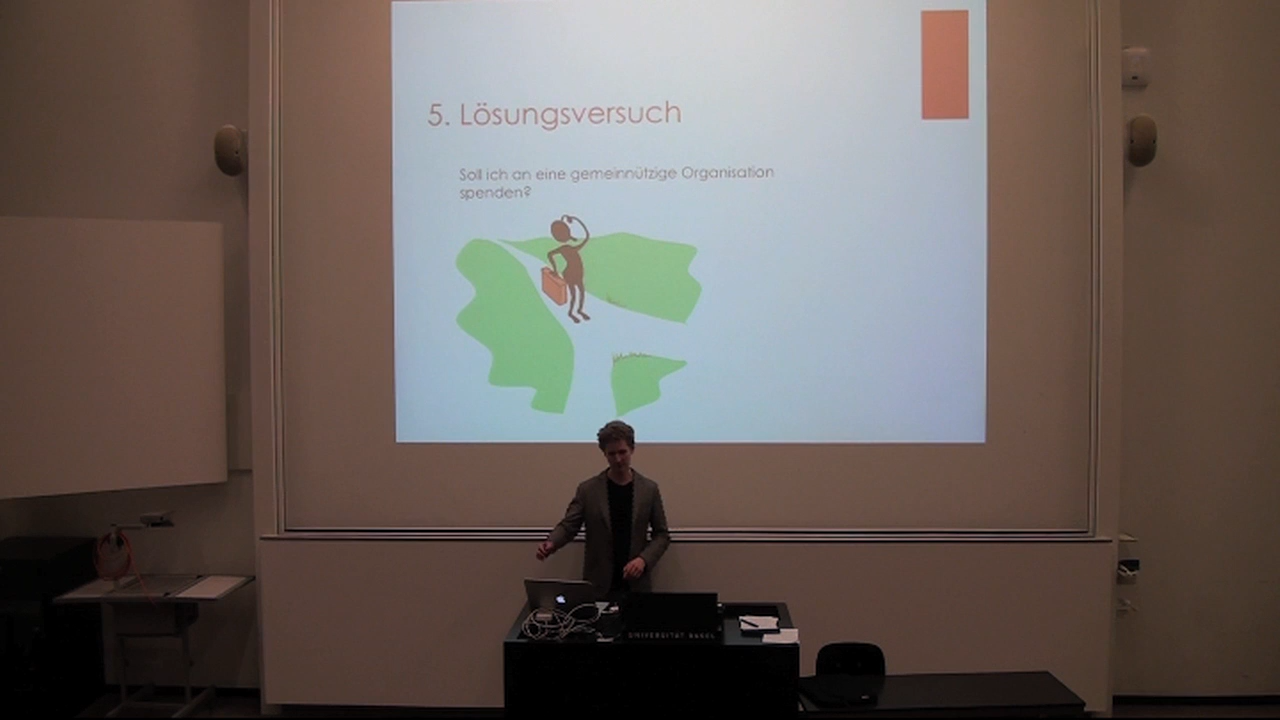 5. Lösungsversuch
Soll ich an eine gemeinnützige Organisation
spenden?
UNIVERSITÄT BASEL